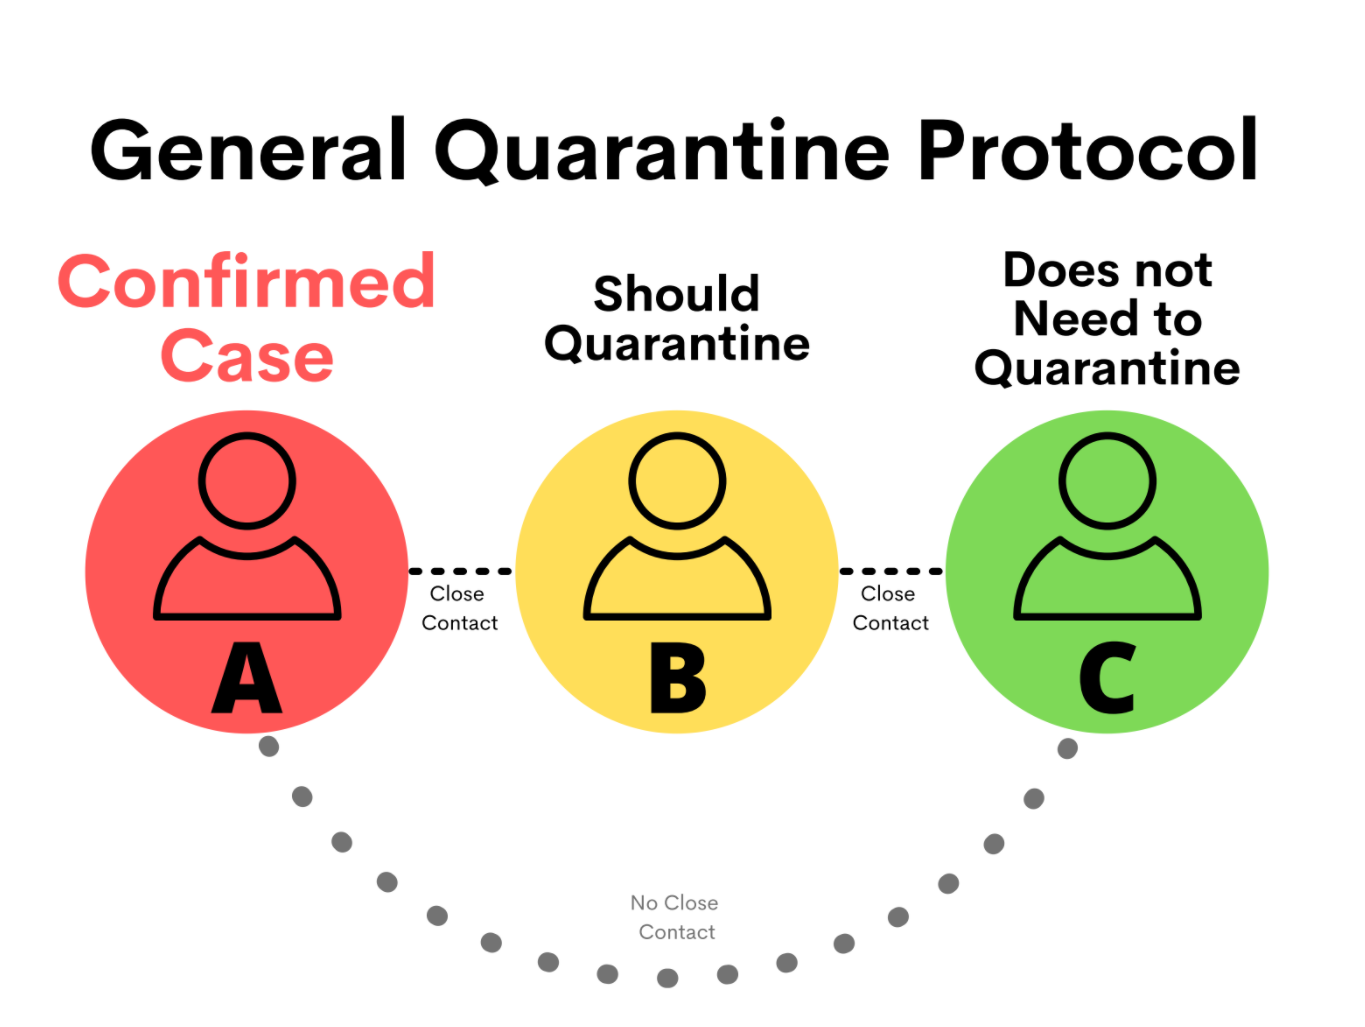 General Quarantine Protocol
Confirmed
Case
Should
Quarantine
Does not
Need to
Quarantine
A
Close
Contact
B
Close
Contact
C
No Close
Contact